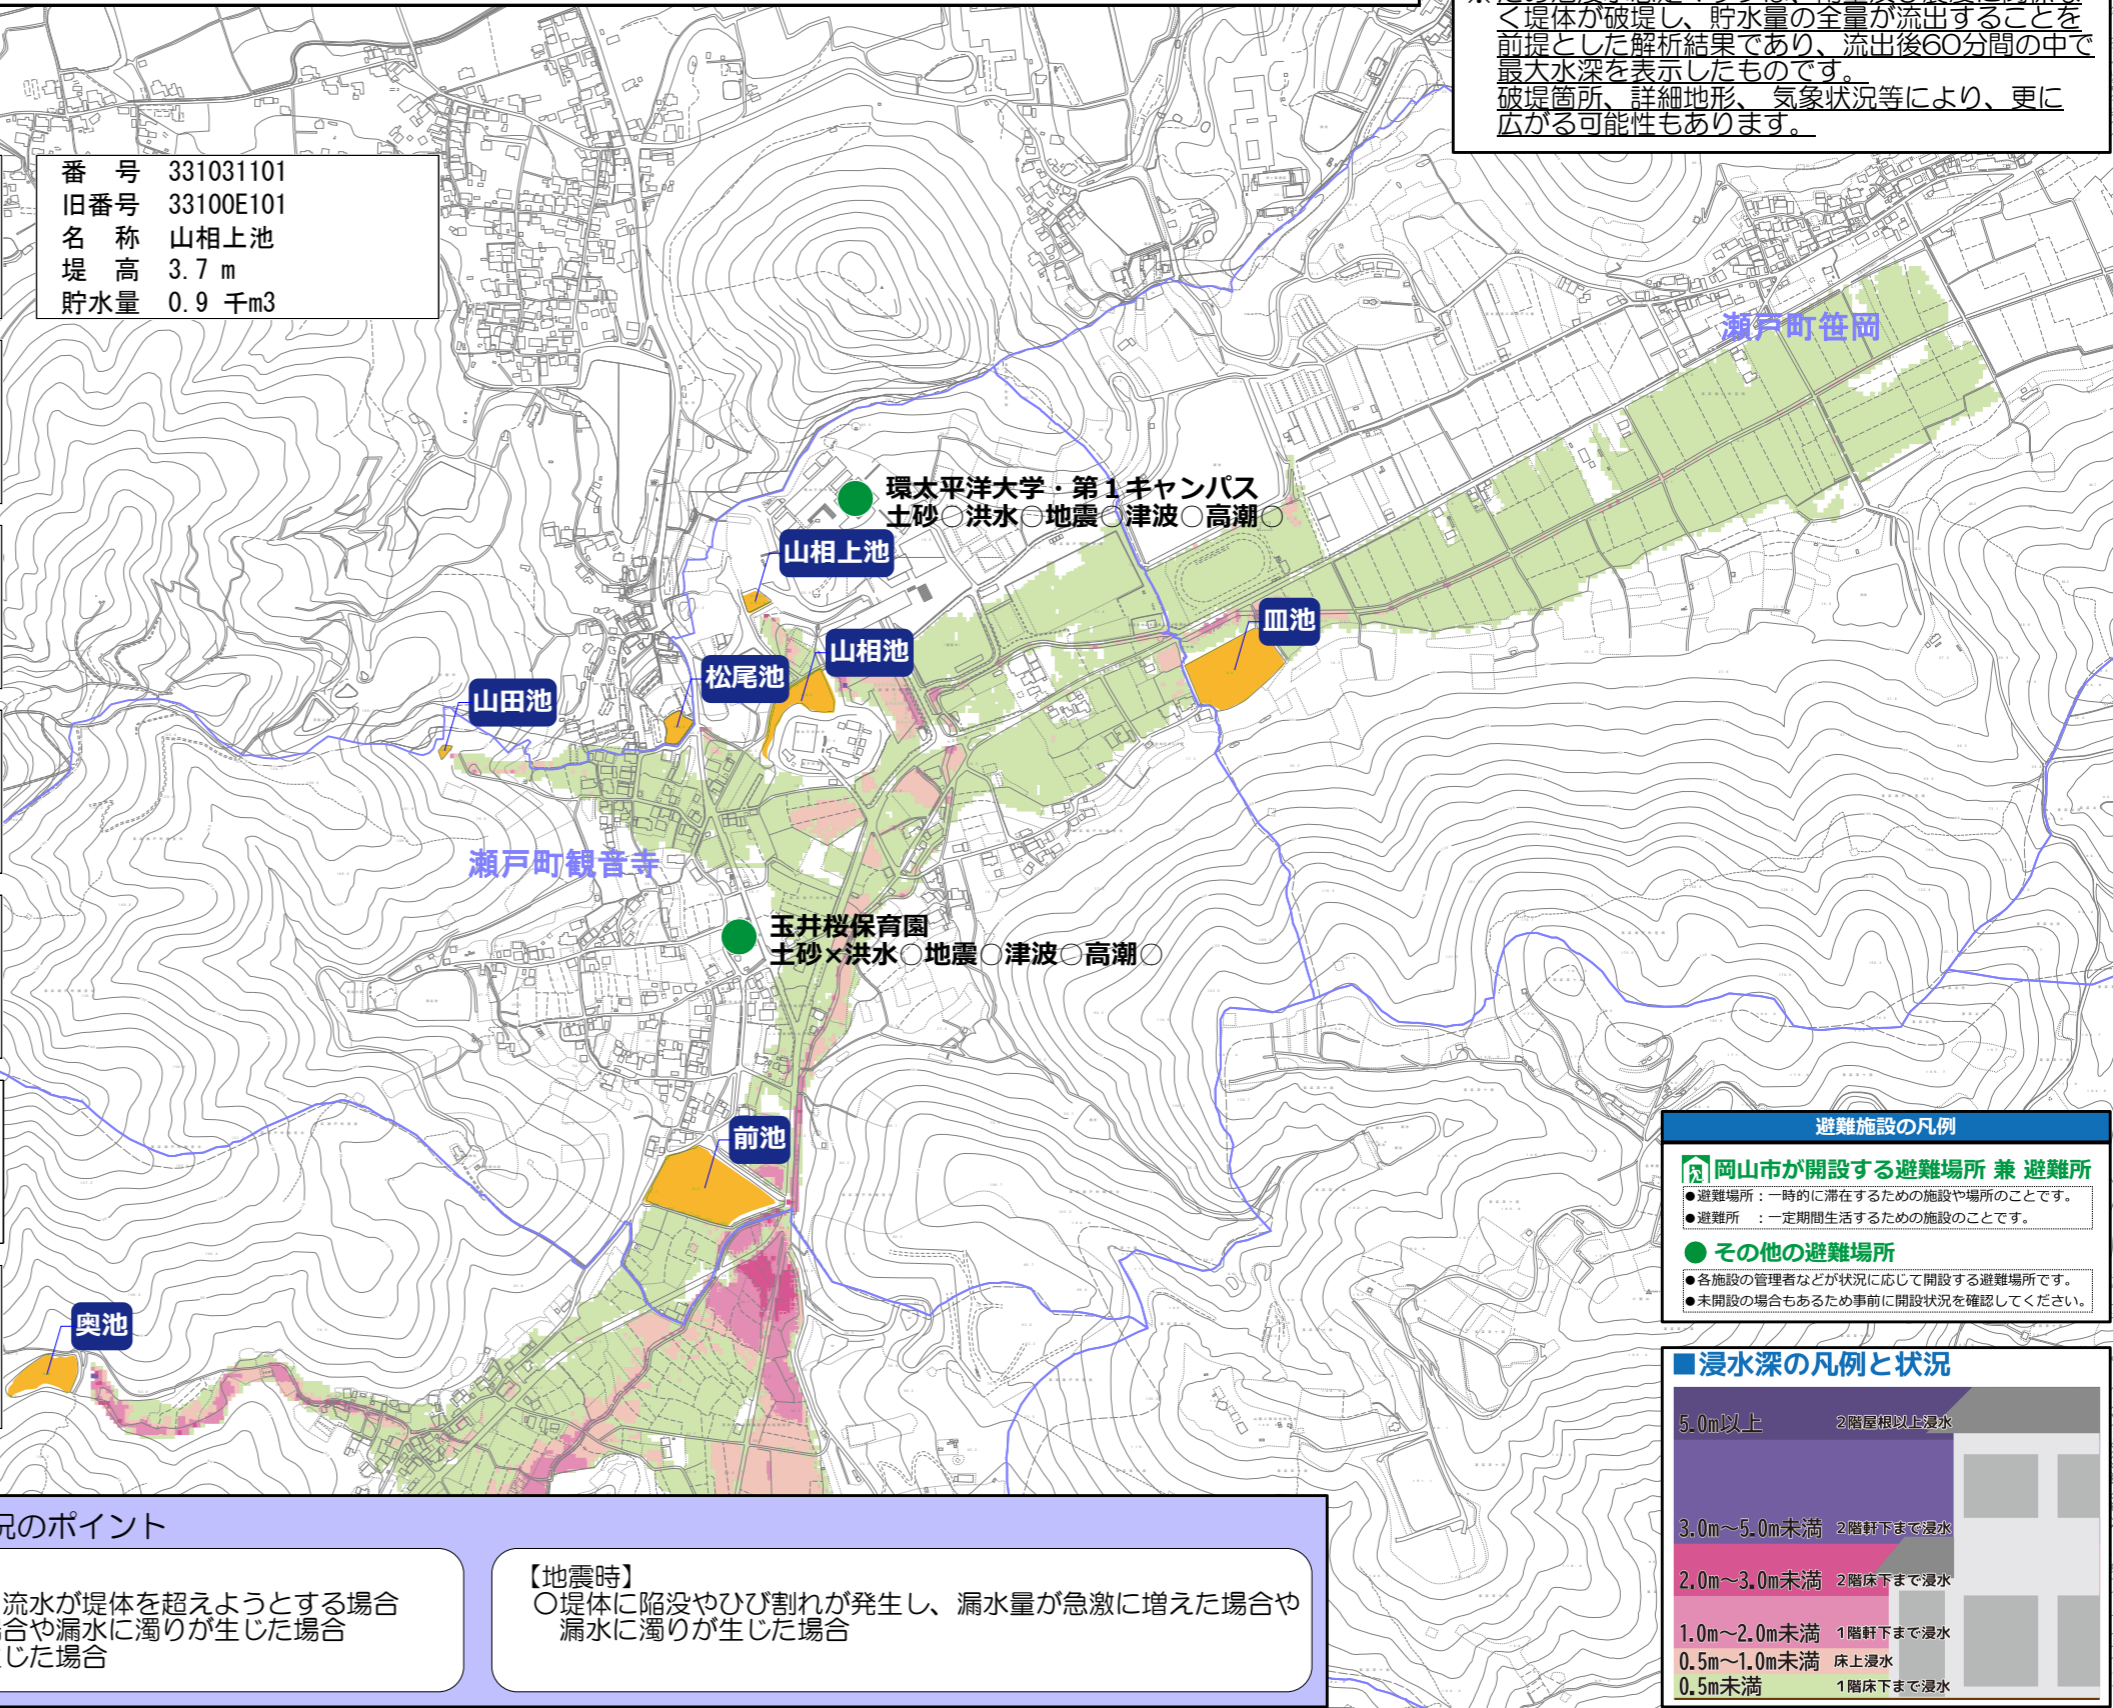 く堤体が破堤し、貯水量の全量が流出することを
前提とした解析結果であり、流出後60分間の中で
最大水深を表示したものです。
破堤箇所、詳細地形、 気象状況等により、更に
広がる可能性もあります。
番　号　331031101
旧番号　33100E101
名　称　山相上池
堤　高　3.7 m
貯水量　0.9 千m3
瀬戸町笹岡
環太平洋大学・第１キャンパス
土砂○洪水○地震○津波○高潮○
山相上池
皿池
山相池
松尾池
山田池
瀬戸町観音寺
玉井桜保育園
土砂×洪水○地震○津波○高潮○
前池
奥池
避難施設の凡例
岡山市が開設する避難場所 兼 避難所
●避難場所：一時的に滞在するための施設や場所のことです。
●避難所　：一定期間生活するための施設のことです。
● その他の避難場所
●各施設の管理者などが状況に応じて開設する避難場所です。
●未開設の場合もあるため事前に開設状況を確認してください。
■浸水深の凡例と状況
5.0m以上　2階屋根以上浸水
3.0m～5.0m未満　2階軒下まで浸水
2.0m～3.0m未満　2階床下まで浸水
1.0m～2.0m未満　1階軒下まで浸水
0.5m～1.0m未満　床上浸水
0.5m未満　1階床下まで浸水
況のポイント
流水が堤体を超えようとする場合
場合や漏水に濁りが生じた場合
生じた場合
【地震時】
○堤体に陥没やひび割れが発生し、漏水量が急激に増えた場合や
漏水に濁りが生じた場合